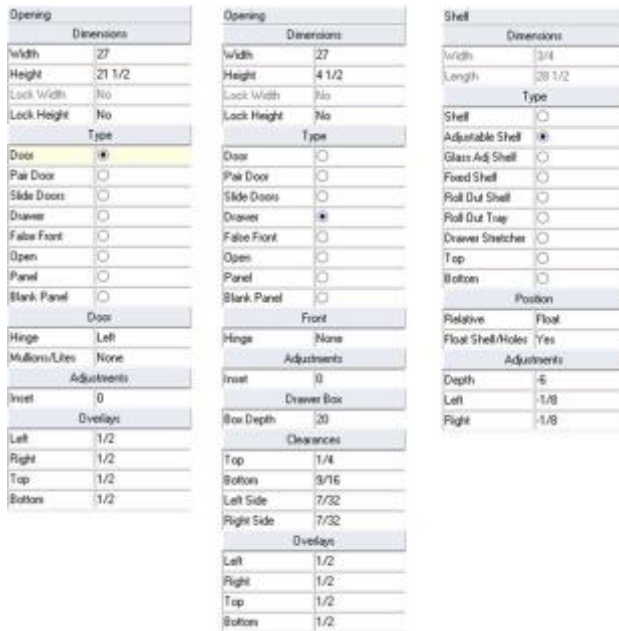 Opening
Dimensions
Width 27
Height 21 1/2
Lock Width No
Lock Height No
Type
Door
Pair Door
Slide Doors
Drawer
False Front
Open
Panel
Blank Panel
Door
Hinge Left
Mullions/Lites None
Adjustments
Inset 0
Overlays
Left 1/2
Right 1/2
Top 1/2
Bottom 1/2
Opening
Dimensions
Width 27
Height 4 1/2
Lock Width No
Lock Height No
Type
Door
Pair Door
Slide Doors
Drawer
False Front
Open
Panel
Blank Panel
Front
Hinge None
Adjustments
Inset 0
Drawer Box
Box Depth 20
Clearances
Top 1/4
Bottom 9/16
Left Side 7/32
Right Side 7/32
Overlays
Left 1/2
Right 1/2
Top 1/2
Bottom 1/2
Shelf
Dimensions
Width 3/4
Length 28 1/2
Type
Shelf
Adjustable Shelf
Glass Adj Shelf
Fixed Shelf
Roll Out Shelf
Roll Out Tray
Drawer Stretcher
Top
Bottom
Position
Relative Float
Float Shelf/Holes Yes
Adjustments
Depth -6
Left -1/8
Right -1/8